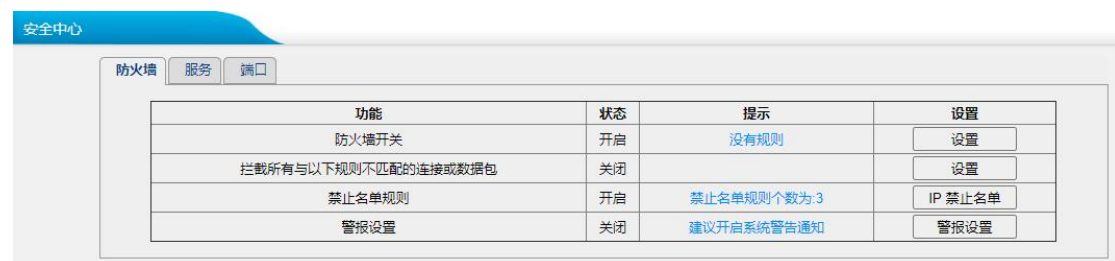 安全中心
防火墙 服务 端口
功能 状态 提示 设置
防火墙开关 开启 没有规则 设置
拦截所有与以下规则不匹配的连接或数据包 关闭 设置
禁止名单规则 开启 禁止名单规则个数为:3 IP 禁止名单
警报设置 关闭 建议开启系统警告通知 警报设置